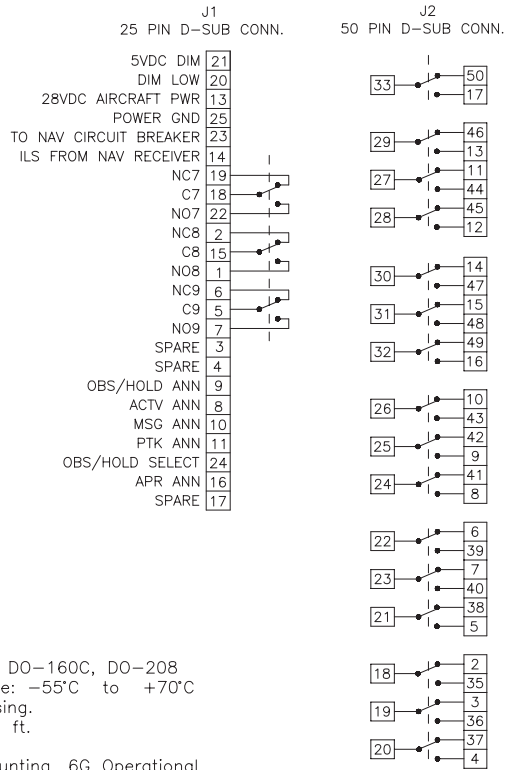 J1
25 PIN D-SUB CONN.
5VDC DIM 21
DIM LOW 20
28VDC AIRCRAFT PWR 13
POWER GND 25
TO NAV CIRCUIT BREAKER 23
ILS FROM NAV RECEIVER 14
NC7 19
C7 18
NO7 22
NC8 2
C8 15
NO8 1
NC9 6
C9 5
NO9 7
SPARE 3
SPARE 4
OBS/HOLD ANN 9
ACTV ANN 8
MSG ANN 10
PTK ANN 11
OBS/HOLD SELECT 24
APR ANN 16
SPARE 17
J2
50 PIN D-SUB CONN.
33 50
17
29 46
13
27 11
44
28 45
12
30 14
47
31 15
48
32 49
16
26 10
43
25 42
9
24 41
8
22 6
39
23 7
40
21 38
5
18 2
35
19 3
36
20 37
4
DO-160C, DO-208
e: -55°C to +70°C
sing.
ft.
unting, 6G Operational